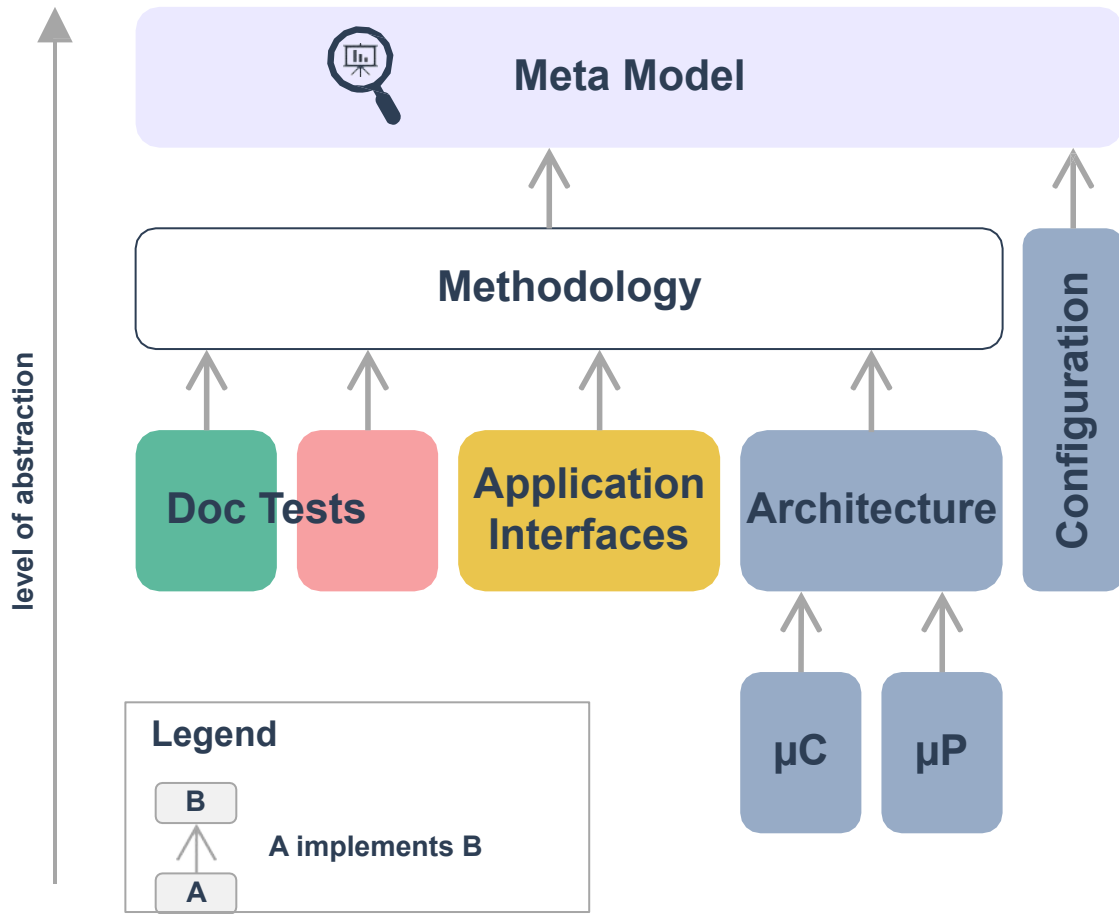 Meta Model
Methodology
Configuration
level of abstraction
Doc Tests
Application
Interfaces
Architecture
µC
µP
Legend
B
A implements B
A